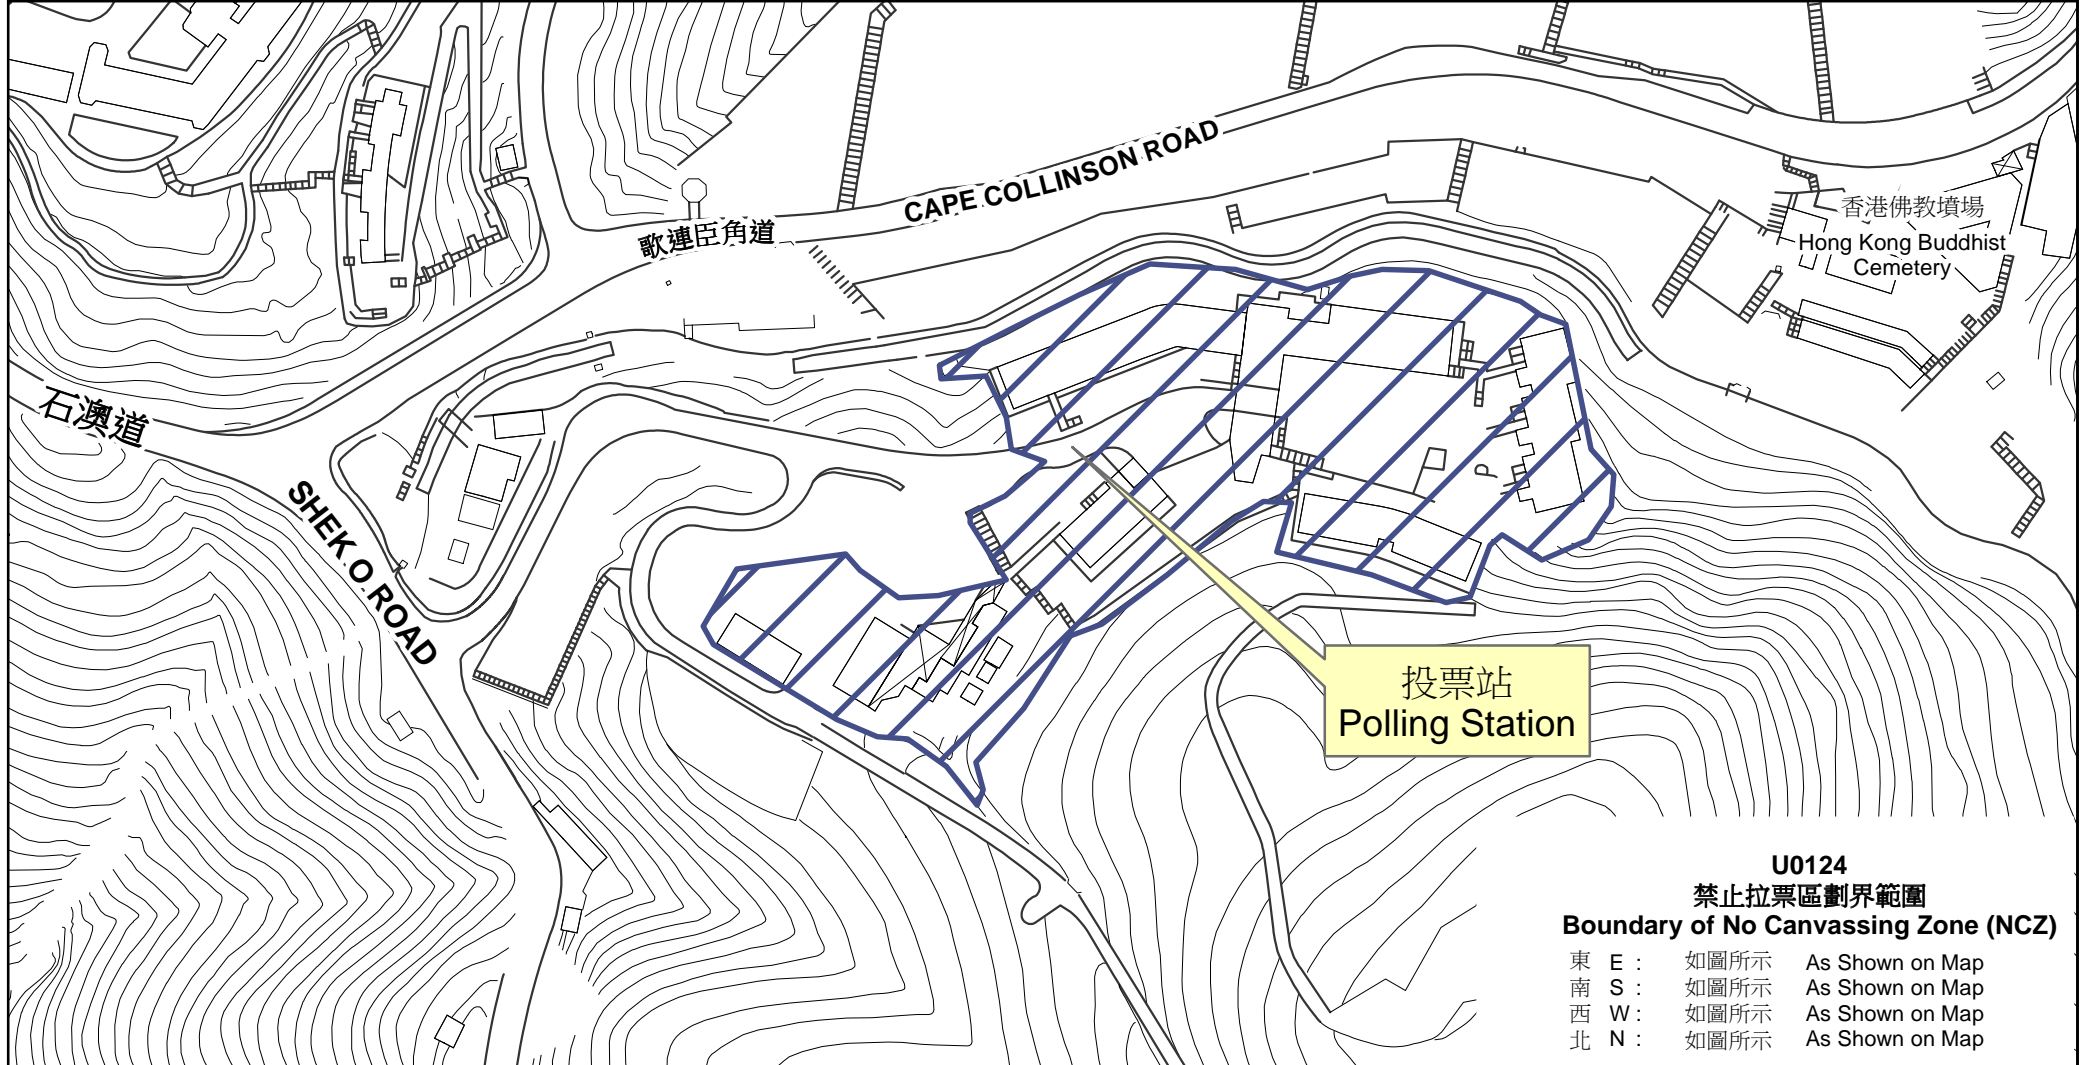 CAPE COLLINSON ROAD
歌連臣角道
香港佛教墳場
Hong Kong Buddhist
Cemetery
石澳道
SHEK O ROAD
投票站
Polling Station
U0124
禁止拉票區劃界範圍
Boundary of No Canvassing Zone (NCZ)
東 E : 如圖所示 As Shown on Map
南 S : 如圖所示 As Shown on Map
西 W : 如圖所示 As Shown on Map
北 N : 如圖所示 As Shown on Map